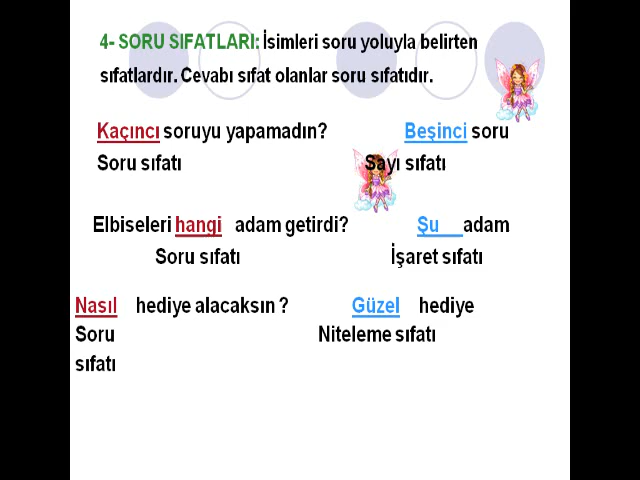 4- SORU SIFATLARI: İsimleri soru yoluyla belirten
sıfatlardır. Cevabı sıfat olanlar soru sıfatıdır.
Kaçıncı soruyu yapamadın? Beşinci soru
Soru sıfatı Sayı sıfatı
Elbiseleri hangi adam getirdi? Şu adam
Soru sıfatı İşaret sıfatı
Nasıl hediye alacaksın ? Güzel hediye
Soru Niteleme sıfatı
sıfatı